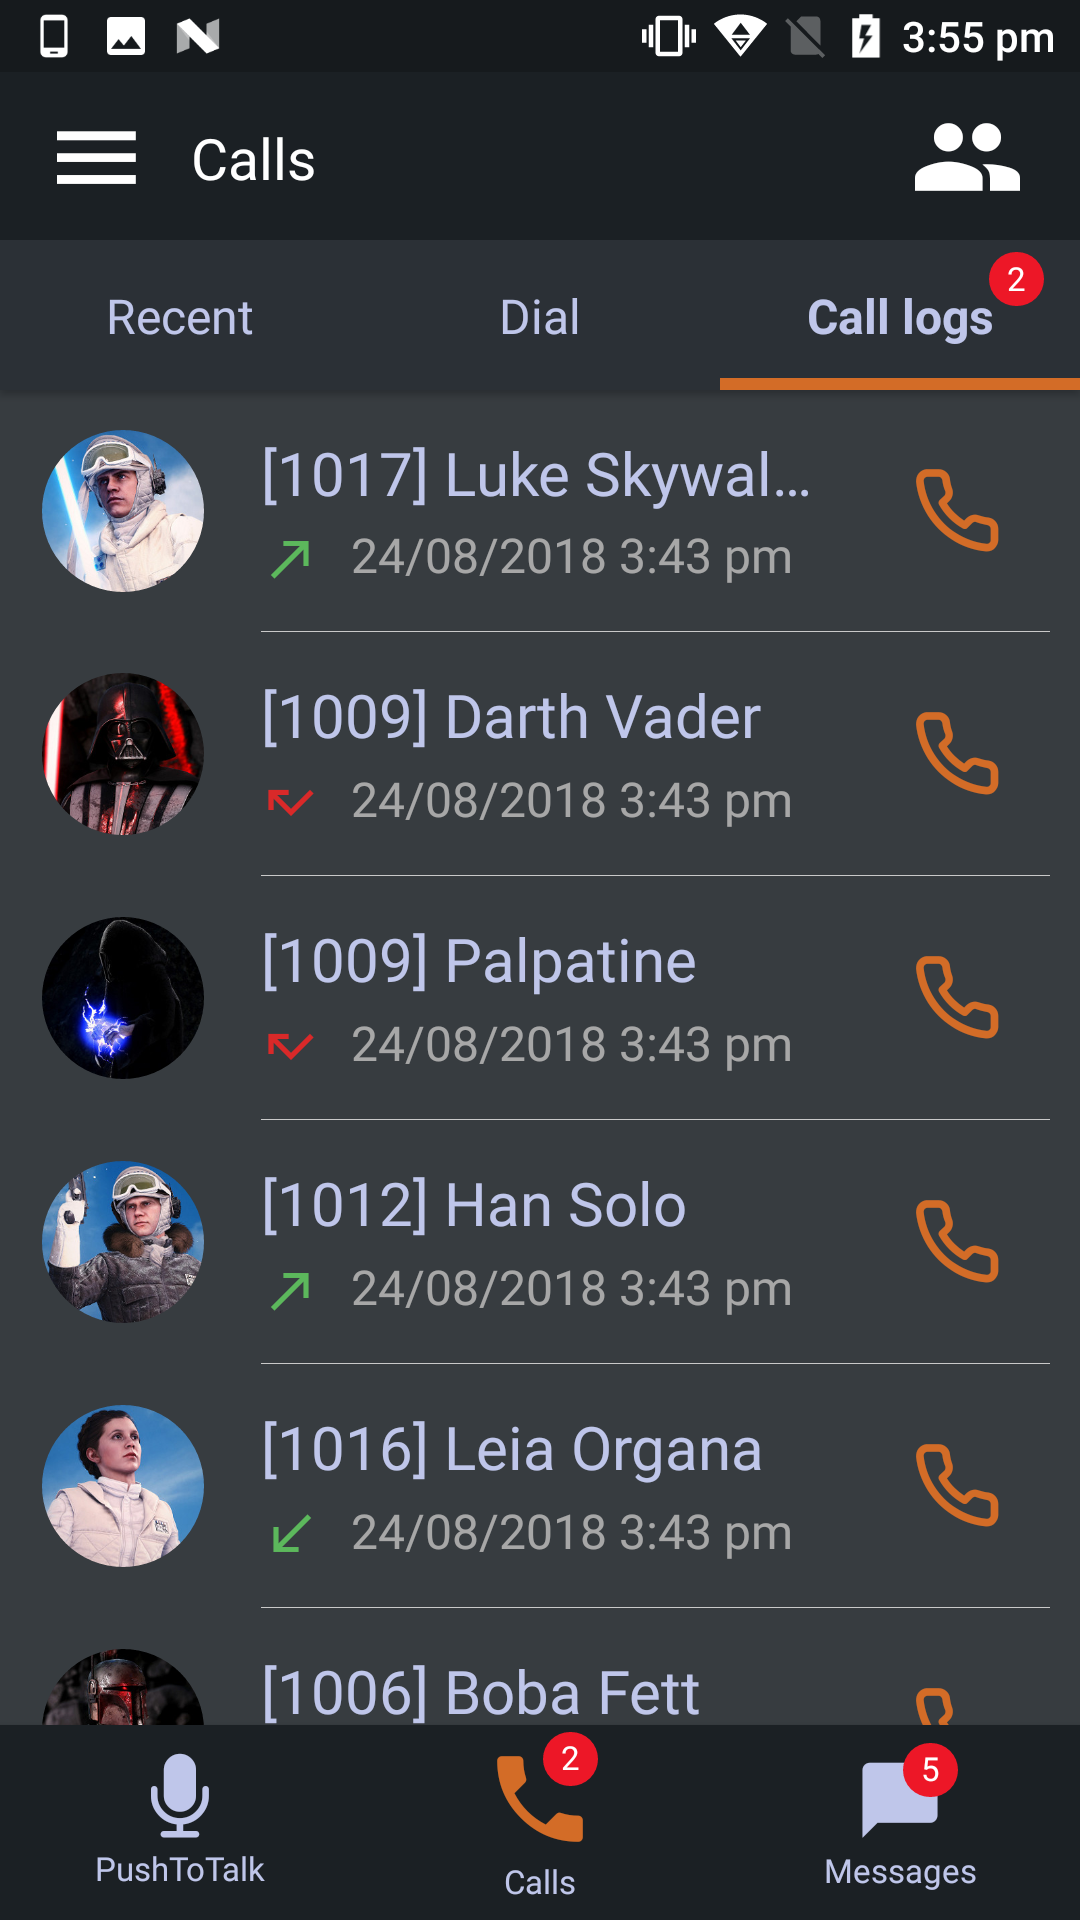 3:55 pm
Calls
Recent
Dial
Call logs
2
[1017] Luke Skywal...
24/08/2018 3:43 pm
[1009] Darth Vader
24/08/2018 3:43 pm
[1009] Palpatine
24/08/2018 3:43 pm
[1012] Han Solo
24/08/2018 3:43 pm
[1016] Leia Organa
24/08/2018 3:43 pm
[1006] Boba Fett
PushToTalk
2
Calls
5
Messages